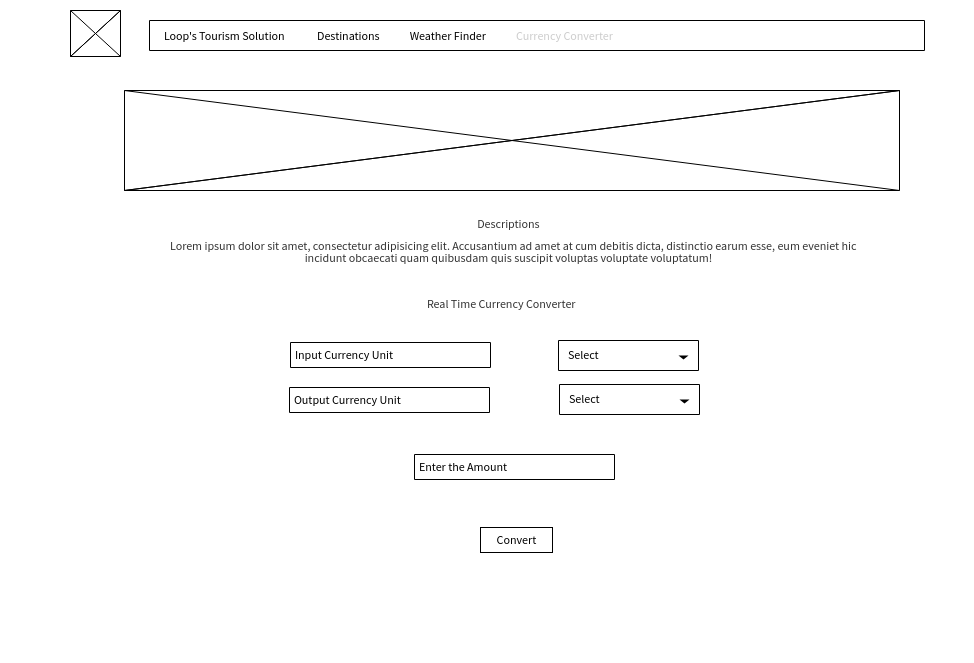 Loop's Tourism Solution Destinations Weather Finder Currency Converter
Descriptions
Lorem ipsum dolor sit amet, consectetur adipisicing elit. Accusantium ad amet at cum debitis dicta, distinctio earum esse, eum eveniet hic
incidunt obcaecati quam quibusdam quis suscipit voluptas voluptate voluptatum!
Real Time Currency Converter
Input Currency Unit Select
Output Currency Unit Select
Enter the Amount
Convert